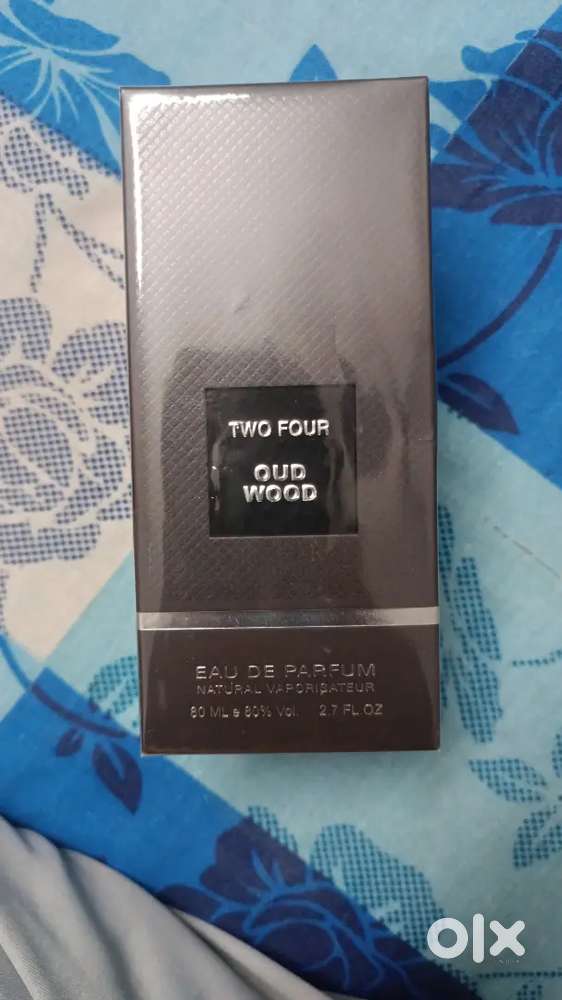 TWO FOUR
OUD
WOOD
EAU DE PARFUM
NATURAL VAPORISATEUR
80 ML e 80% Vol. 2.7 FL.OZ
olx